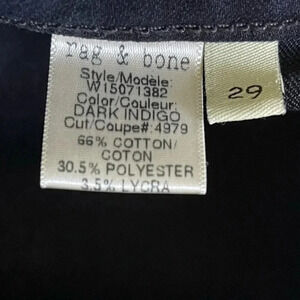 rag & bone
Style/Modèle:
W15071382
Color/Couleur:
DARK INDIGO
Cut/Coupe#: 4979
66% COTTON/
COTON
30.5% POLYESTER
3.5% LYCRA
29